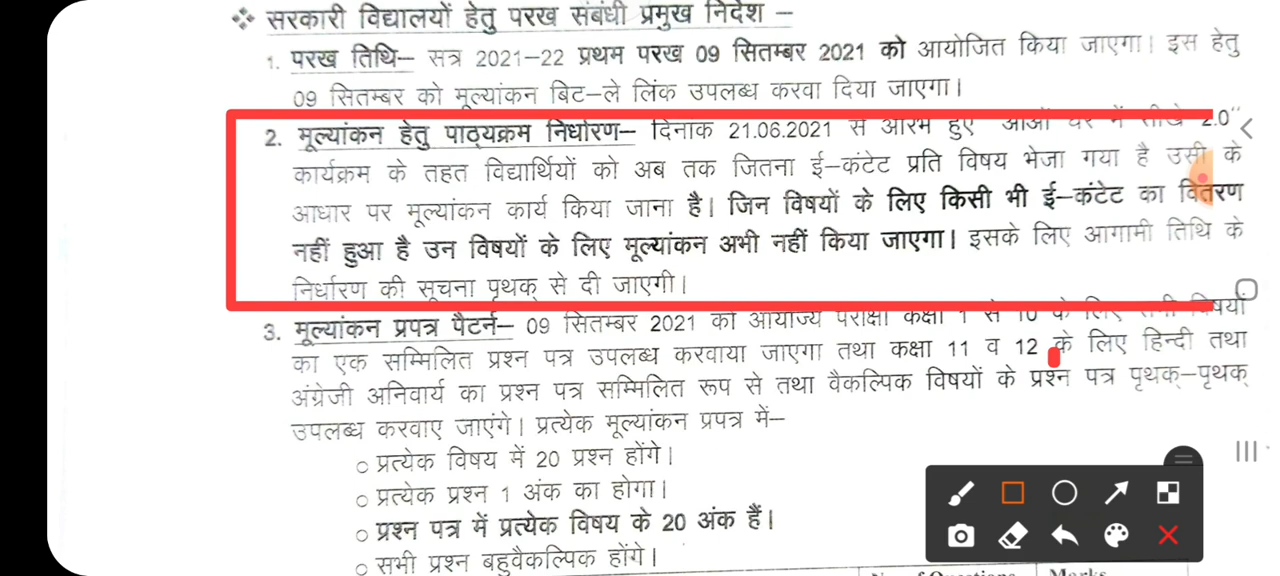 ❖ सरकारी विद्यालयों हेतु परख संबंधी प्रमुख निर्देश –
1. परख तिथि– सत्र 2021–22 प्रथम परख 09 सितम्बर 2021 को आयोजित किया जाएगा। इस हेतु
09 सितम्बर को मूल्यांकन बिट–ले लिंक उपलब्ध करवा दिया जाएगा।
2. मूल्यांकन हेतु पाठ्यक्रम निर्धारण– दिनांक 21.06.2021 से आरंभ हुए आओ घर में सीखे 2.0"
कार्यक्रम के तहत विद्यार्थियों को अब तक जितना ई–कंटेट प्रति विषय भेजा गया है उसी के
आधार पर मूल्यांकन कार्य किया जाना है। जिन विषयों के लिए किसी भी ई–कंटेट का वितरण
नहीं हुआ है उन विषयों के लिए मूल्यांकन अभी नहीं किया जाएगा। इसके लिए आगामी तिथि के
निर्धारण की सूचना पृथक् से दी जाएगी।
3. मूल्यांकन प्रपत्र पैटर्न– 09 सितम्बर 2021 को आयोज्य परीक्षा कक्षा 1 से 10 के लिए सभी विषयों
का एक सम्मिलित प्रश्न पत्र उपलब्ध करवाया जाएगा तथा कक्षा 11 व 12 के लिए हिन्दी तथा
अंग्रेजी अनिवार्य का प्रश्न पत्र सम्मिलित रूप से तथा वैकल्पिक विषयों के प्रश्न पत्र पृथक्–पृथक्
उपलब्ध करवाए जाएंगे। प्रत्येक मूल्यांकन प्रपत्र में–
○ प्रत्येक विषय में 20 प्रश्न होंगे।
○ प्रत्येक प्रश्न 1 अंक का होगा।
○ प्रश्न पत्र में प्रत्येक विषय के 20 अंक हैं।
○ सभी प्रश्न बहुवैकल्पिक होंगे।